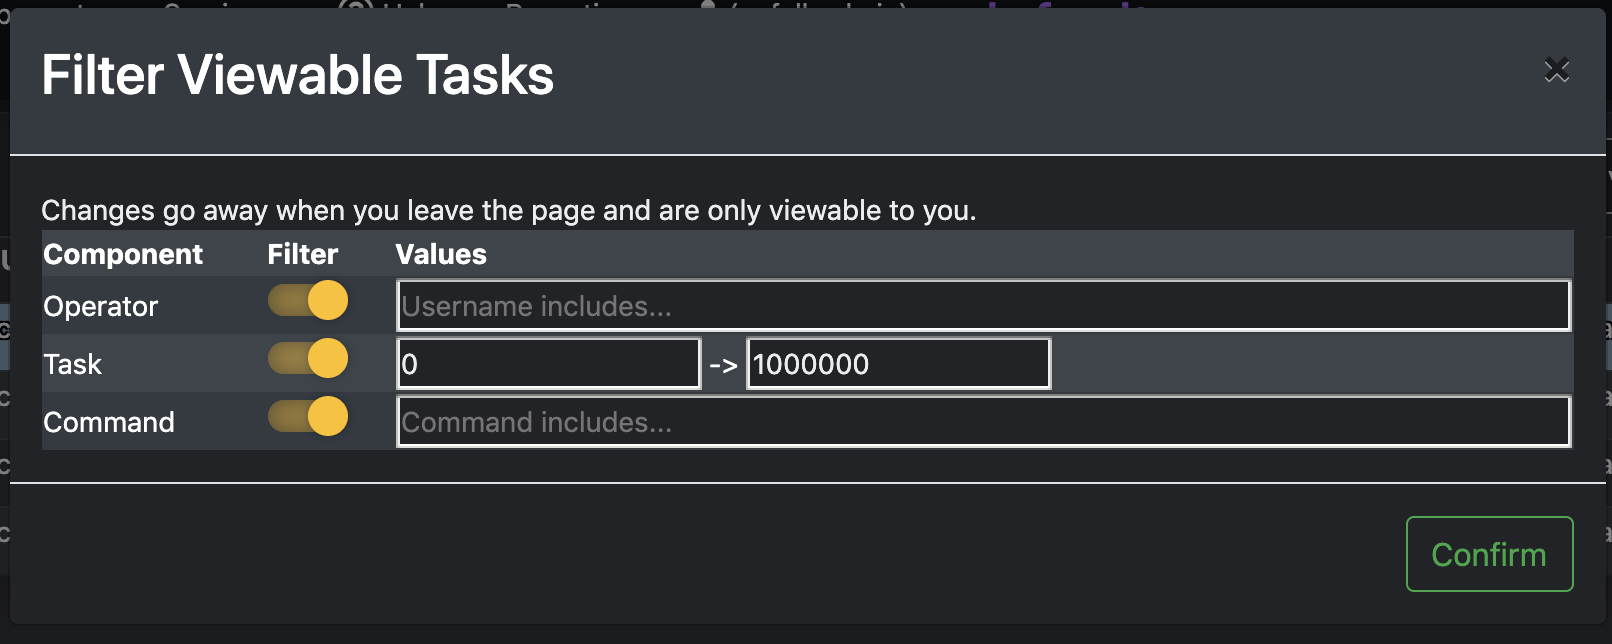 Filter Viewable Tasks
Changes go away when you leave the page and are only viewable to you.
Component Filter Values
Operator Username includes...
Task 0 -> 1000000
Command Command includes...
Confirm